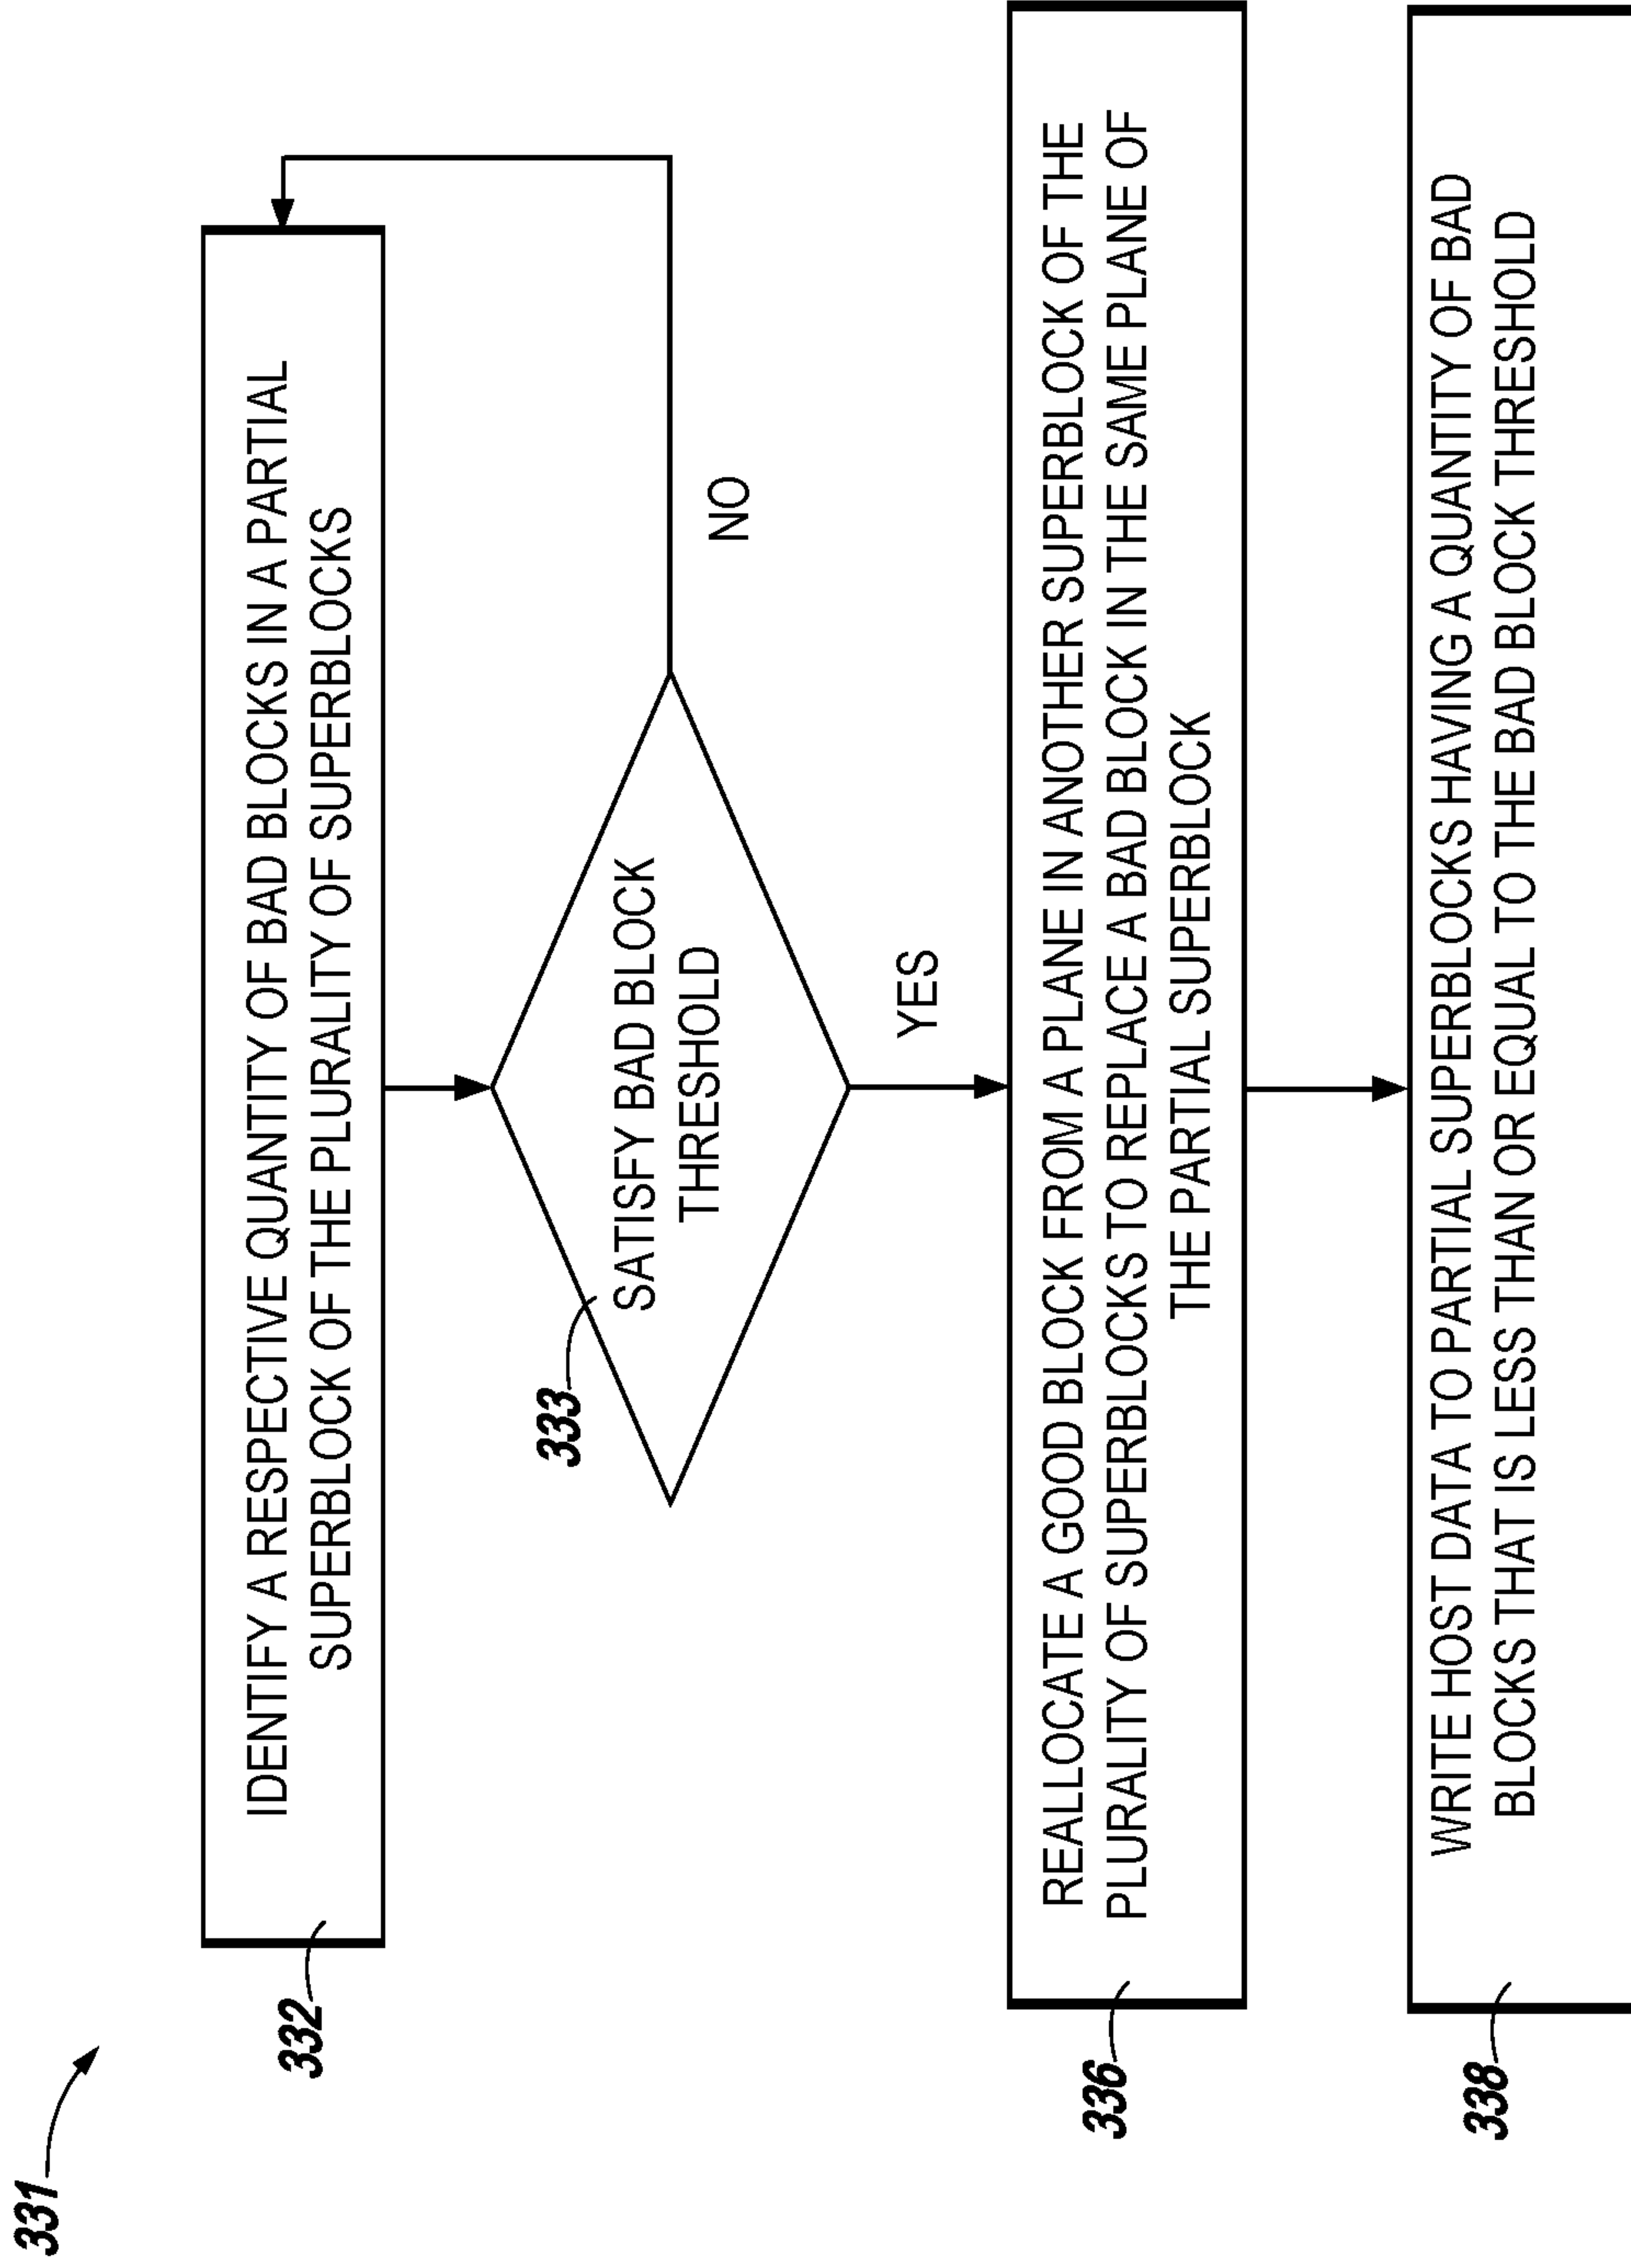 331
332
IDENTIFY A RESPECTIVE QUANTITY OF BAD BLOCKS IN A PARTIAL
SUPERBLOCK OF THE PLURALITY OF SUPERBLOCKS
333
SATISFY BAD BLOCK
THRESHOLD
NO
YES
336
REALLOCATE A GOOD BLOCK FROM A PLANE IN ANOTHER SUPERBLOCK OF THE
PLURALITY OF SUPERBLOCKS TO REPLACE A BAD BLOCK IN THE SAME PLANE OF
THE PARTIAL SUPERBLOCK
338
WRITE HOST DATA TO PARTIAL SUPERBLOCKS HAVING A QUANTITY OF BAD
BLOCKS THAT IS LESS THAN OR EQUAL TO THE BAD BLOCK THRESHOLD